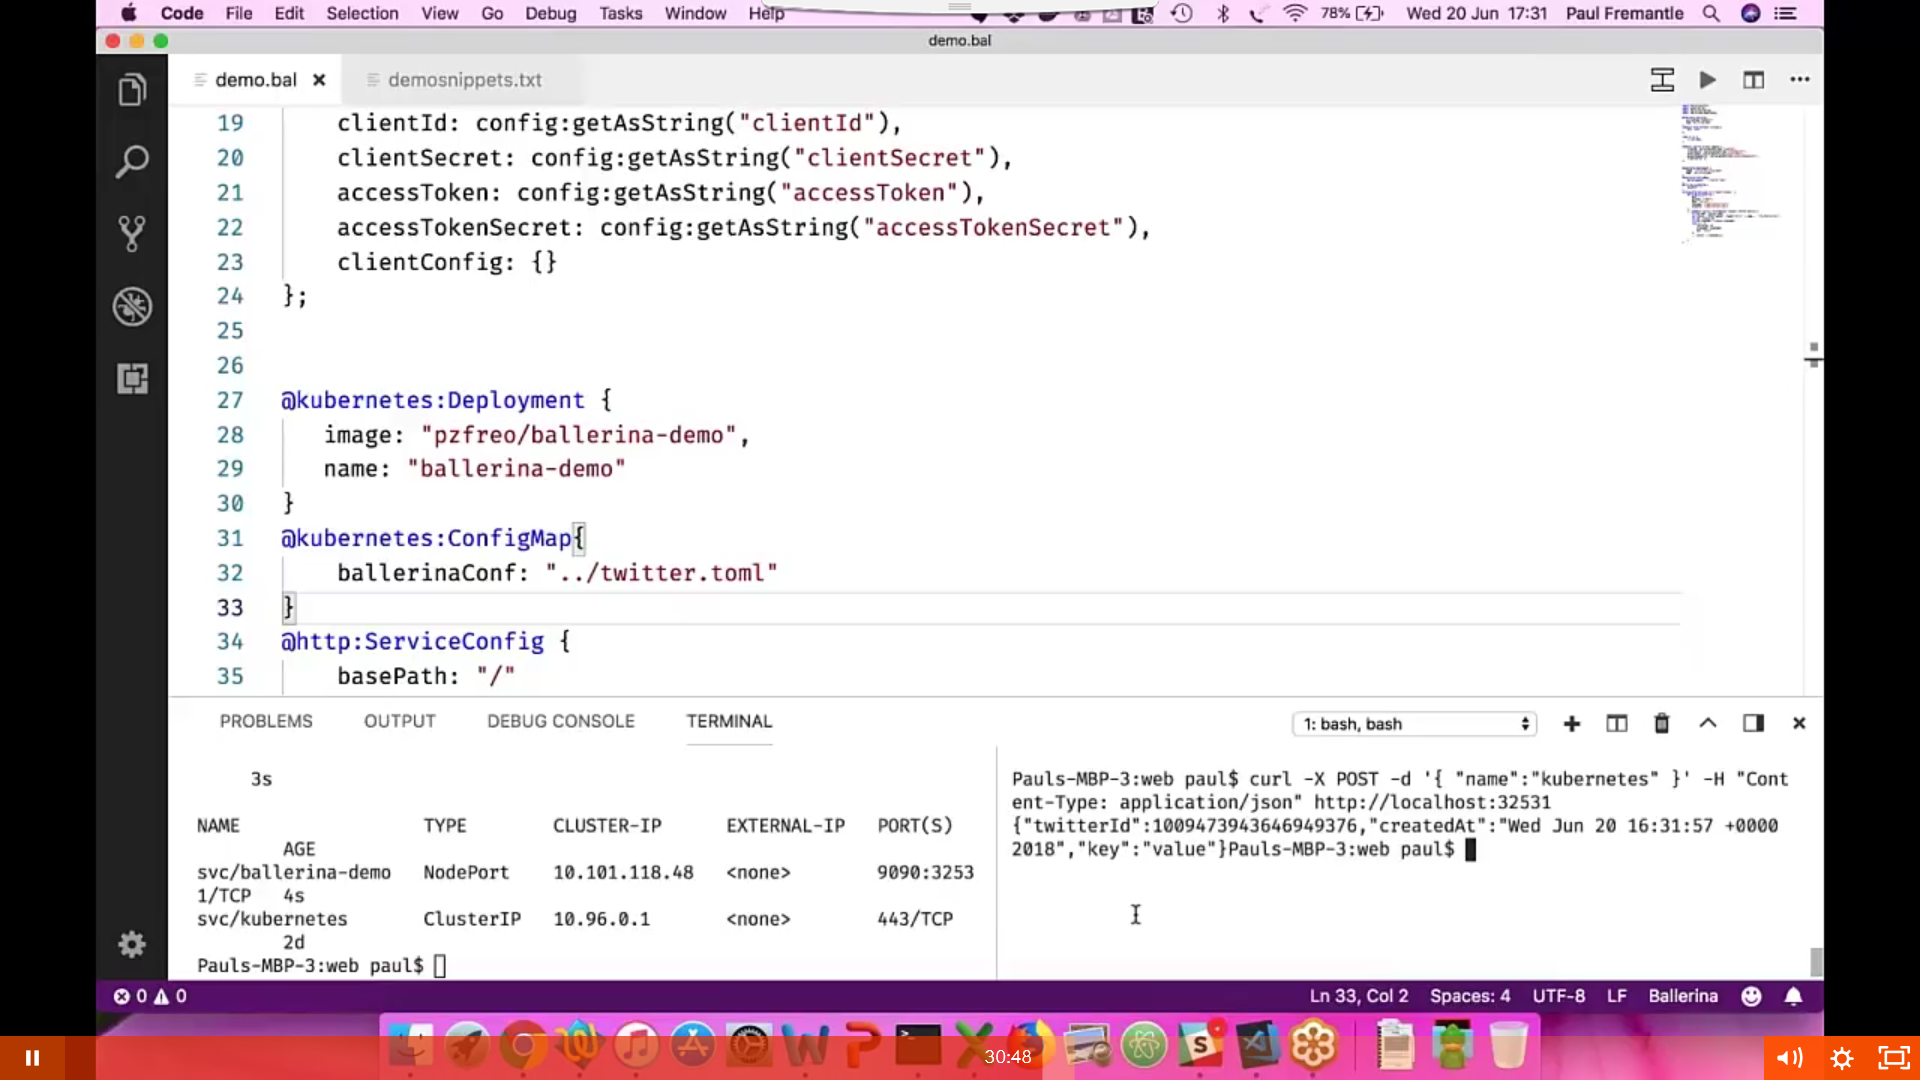 Code File Edit Selection View Go Debug Tasks Window Help 78% Wed 20 Jun 17:31 Paul Fremantle
demo.bal
demo.bal demosnippets.txt
19 clientId: config:getAsString("clientId"),
20 clientSecret: config:getAsString("clientSecret"),
21 accessToken: config:getAsString("accessToken"),
22 accessTokenSecret: config:getAsString("accessTokenSecret"),
23 clientConfig: {}
24 };
25
26
27 @kubernetes:Deployment {
28 image: "pzfreo/ballerina-demo",
29 name: "ballerina-demo"
30 }
31 @kubernetes:ConfigMap{
32 ballerinaConf: "../twitter.toml"
33 }
34 @http:ServiceConfig {
35 basePath: "/"
PROBLEMS OUTPUT DEBUG CONSOLE TERMINAL 1: bash, bash
3s
NAME TYPE CLUSTER-IP EXTERNAL-IP PORT(S)
AGE
svc/ballerina-demo NodePort 10.101.118.48 <none> 9090:3253
1/TCP 4s
svc/kubernetes ClusterIP 10.96.0.1 <none> 443/TCP
2d
Pauls-MBP-3:web paul$
Pauls-MBP-3:web paul$ curl -X POST -d '{ "name":"kubernetes" }' -H "Cont
ent-Type: application/json" http://localhost:32531
{"twitterId":1009473943646949376,"createdAt":"Wed Jun 20 16:31:57 +0000
2018","key":"value"}Pauls-MBP-3:web paul$
0 0 Ln 33, Col 2 Spaces: 4 UTF-8 LF Ballerina
30:48